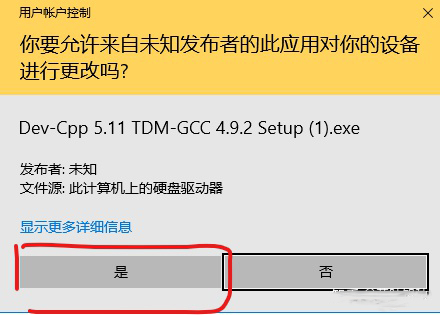 用户帐户控制
你要允许来自未知发布者的此应用对你的设备
进行更改吗?
Dev-Cpp 5.11 TDM-GCC 4.9.2 Setup (1).exe
发布者: 未知
文件源: 此计算机上的硬盘驱动器
显示更多详细信息
是
否